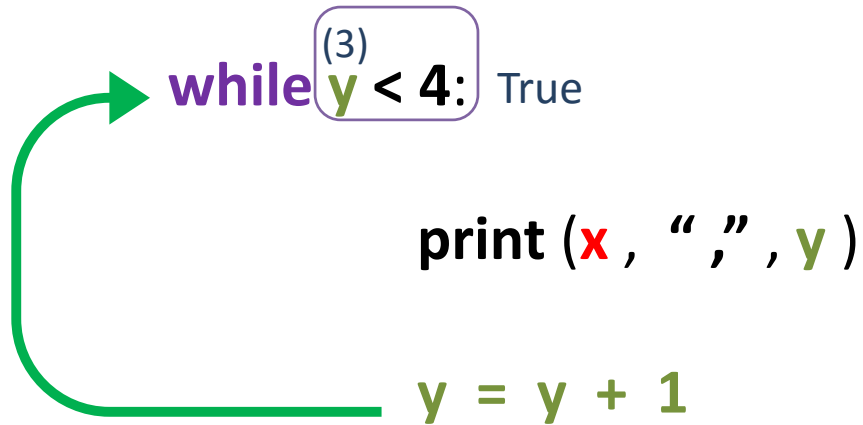 (3)
while y < 4: True
print (x , “ ,” , y )
y = y + 1